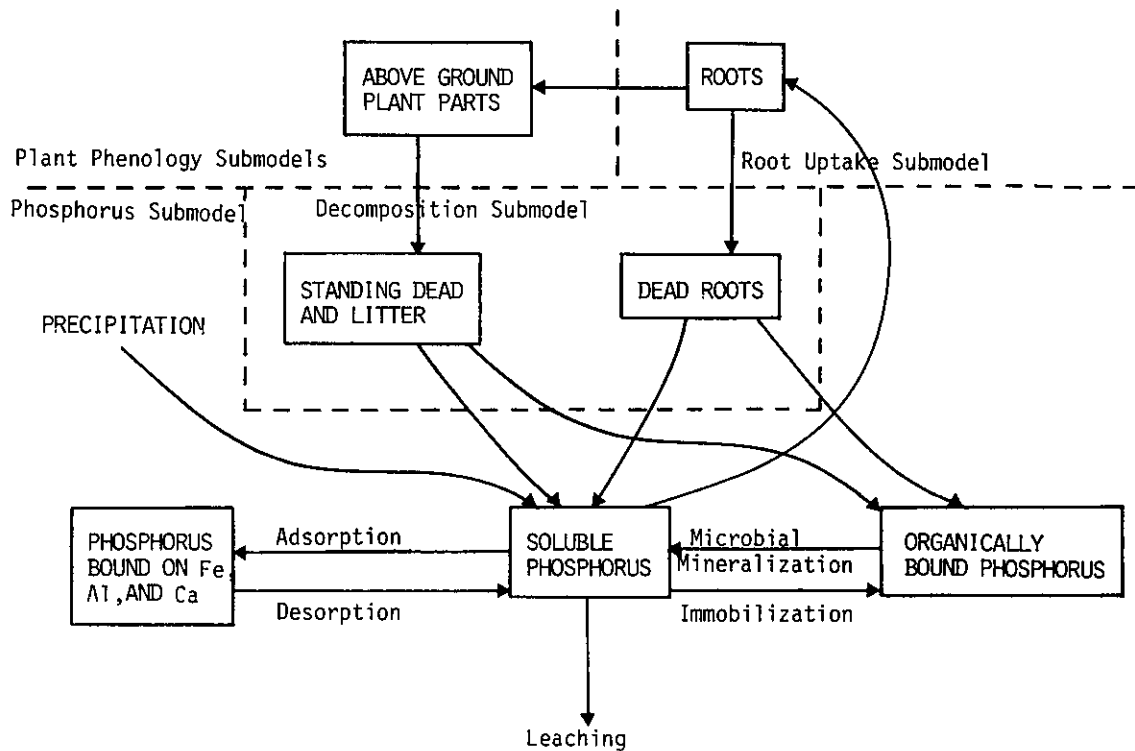 ABOVE GROUND
PLANT PARTS
ROOTS
Plant Phenology Submodels
Root Uptake Submodel
Phosphorus Submodel
Decomposition Submodel
STANDING DEAD
AND LITTER
DEAD ROOTS
PRECIPITATION
PHOSPHORUS
BOUND ON Fe
Al,AND Ca
Adsorption
Desorption
SOLUBLE
PHOSPHORUS
Microbial
Mineralization
Immobilization
ORGANICALLY
BOUND PHOSPHORUS
Leaching